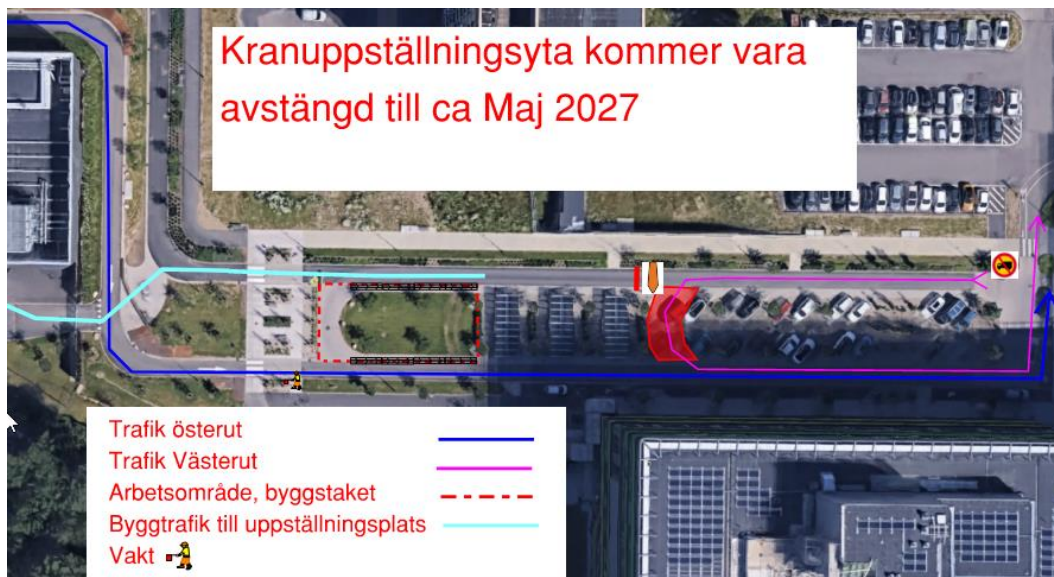 Kranuppställningsyta kommer vara
avstängd till ca Maj 2027
Trafik österut
Trafik Västerut
Arbetsområde, byggstaket
Byggtrafik till uppställningsplats
Vakt